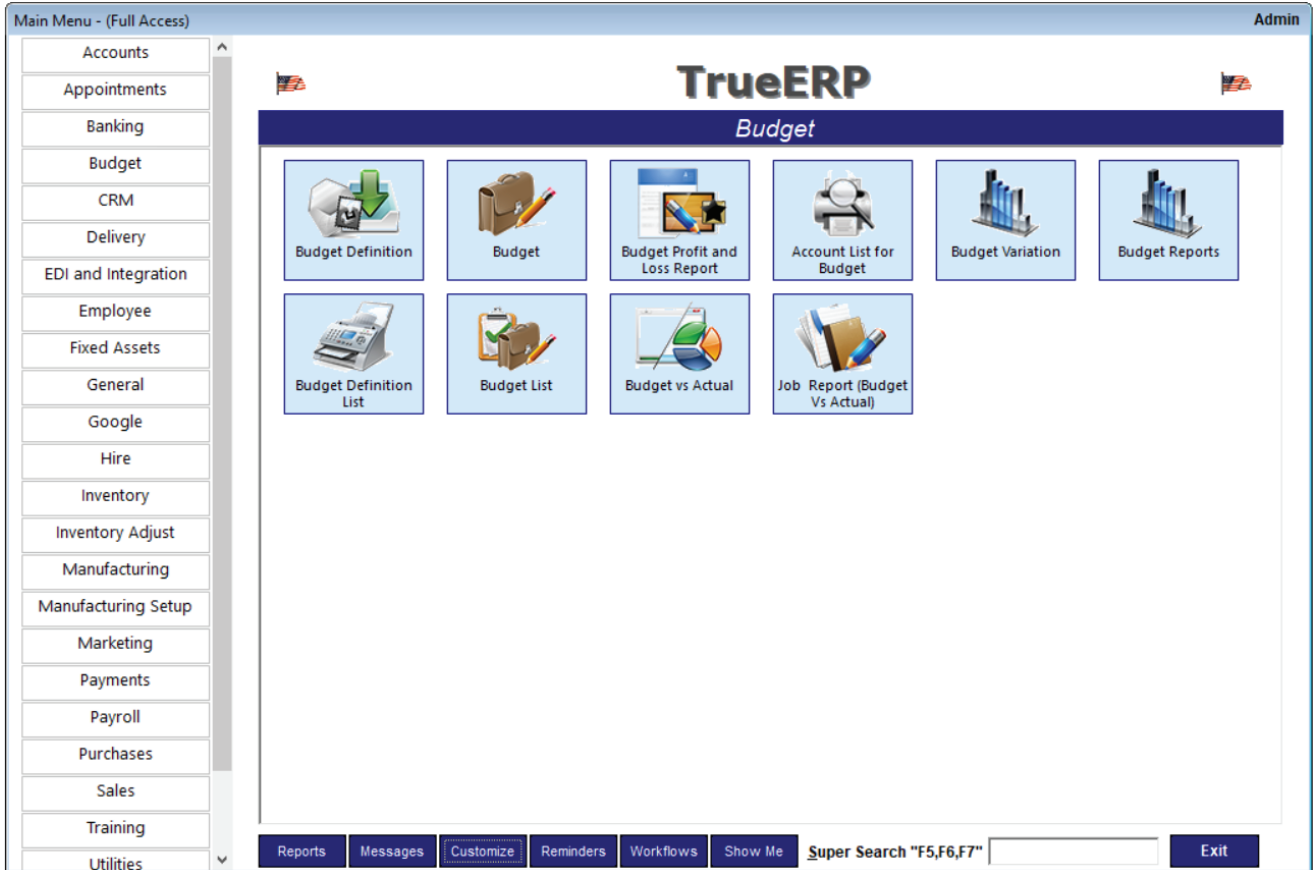 Main Menu - (Full Access)
Admin
Accounts
Appointments
Banking
Budget
CRM
Delivery
EDI and Integration
Employee
Fixed Assets
General
Google
Hire
Inventory
Inventory Adjust
Manufacturing
Manufacturing Setup
Marketing
Payments
Payroll
Purchases
Sales
Training
Utilities
TrueERP
Budget
Budget Definition
Budget
Budget Profit and
Loss Report
Account List for
Budget
Budget Variation
Budget Reports
Budget Definition
List
Budget List
Budget vs Actual
Job Report (Budget
Vs Actual)
Reports
Messages
Customize
Reminders
Workflows
Show Me
Super Search "F5,F6,F7"
Exit